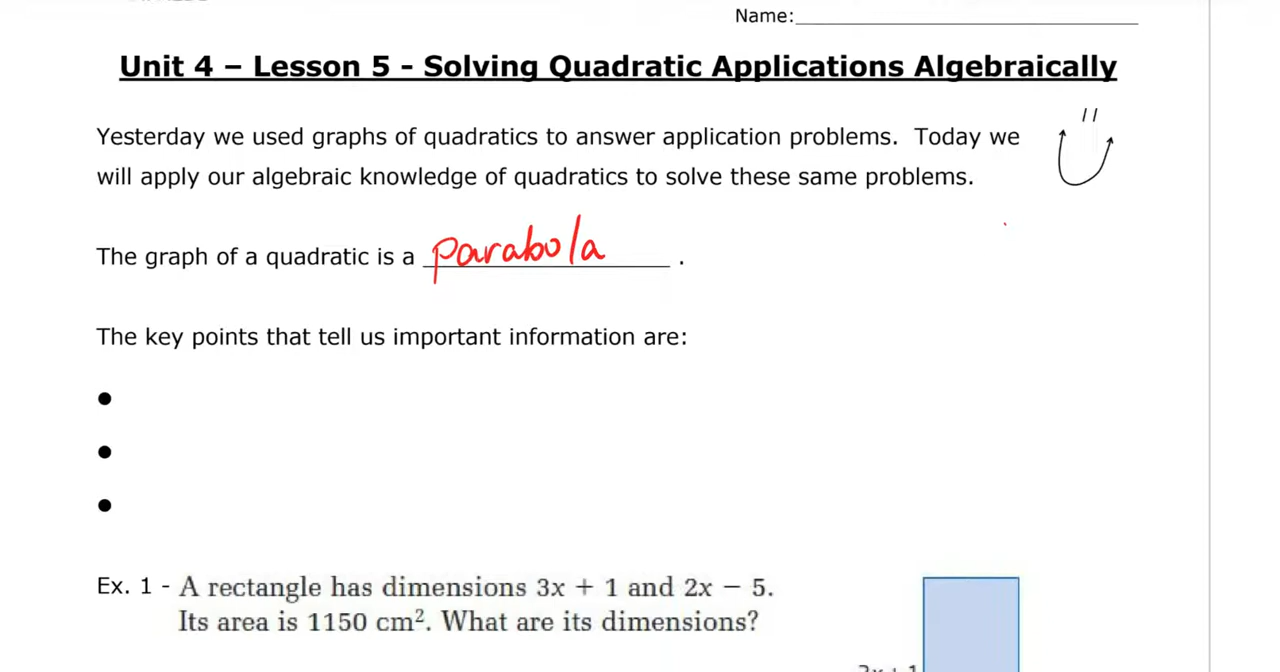 Name:
Unit 4 – Lesson 5 - Solving Quadratic Applications Algebraically
Yesterday we used graphs of quadratics to answer application problems. Today we
will apply our algebraic knowledge of quadratics to solve these same problems.
The graph of a quadratic is a parabola.
The key points that tell us important information are:
Ex. 1 - A rectangle has dimensions 3x + 1 and 2x − 5.
Its area is 1150 cm². What are its dimensions?